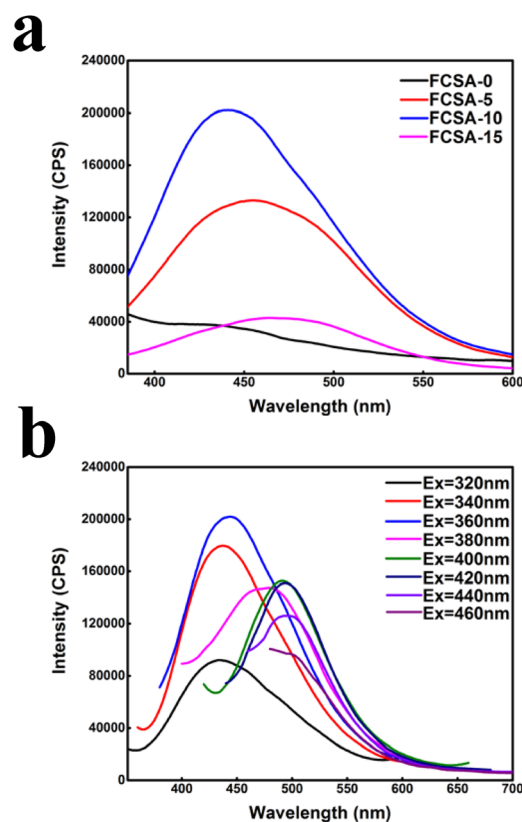 a
240000
200000
160000
120000
80000
40000
0
Intensity (CPS)
FCSA-0
FCSA-5
FCSA-10
FCSA-15
400 450 500 550 600
Wavelength (nm)
b
240000
200000
160000
120000
80000
40000
0
Intensity (CPS)
Ex=320nm
Ex=340nm
Ex=360nm
Ex=380nm
Ex=400nm
Ex=420nm
Ex=440nm
Ex=460nm
400 450 500 550 600 650 700
Wavelength (nm)